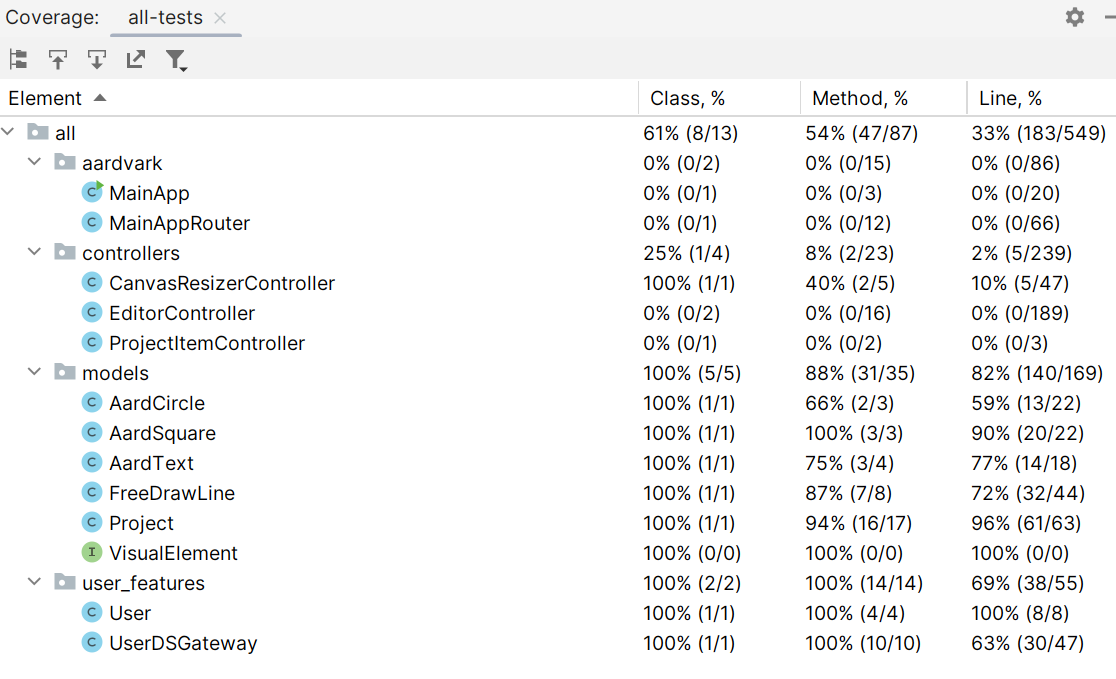 Coverage: all-tests
Element Class, % Method, % Line, %
all 61% (8/13) 54% (47/87) 33% (183/549)
aardvark 0% (0/2) 0% (0/15) 0% (0/86)
C MainApp 0% (0/1) 0% (0/3) 0% (0/20)
C MainAppRouter 0% (0/1) 0% (0/12) 0% (0/66)
controllers 25% (1/4) 8% (2/23) 2% (5/239)
C CanvasResizerController 100% (1/1) 40% (2/5) 10% (5/47)
C EditorController 0% (0/2) 0% (0/16) 0% (0/189)
C ProjectItemController 0% (0/1) 0% (0/2) 0% (0/3)
models 100% (5/5) 88% (31/35) 82% (140/169)
C AardCircle 100% (1/1) 66% (2/3) 59% (13/22)
C AardSquare 100% (1/1) 100% (3/3) 90% (20/22)
C AardText 100% (1/1) 75% (3/4) 77% (14/18)
C FreeDrawLine 100% (1/1) 87% (7/8) 72% (32/44)
C Project 100% (1/1) 94% (16/17) 96% (61/63)
I VisualElement 100% (0/0) 100% (0/0) 100% (0/0)
user_features 100% (2/2) 100% (14/14) 69% (38/55)
C User 100% (1/1) 100% (4/4) 100% (8/8)
C UserDSGateway 100% (1/1) 100% (10/10) 63% (30/47)